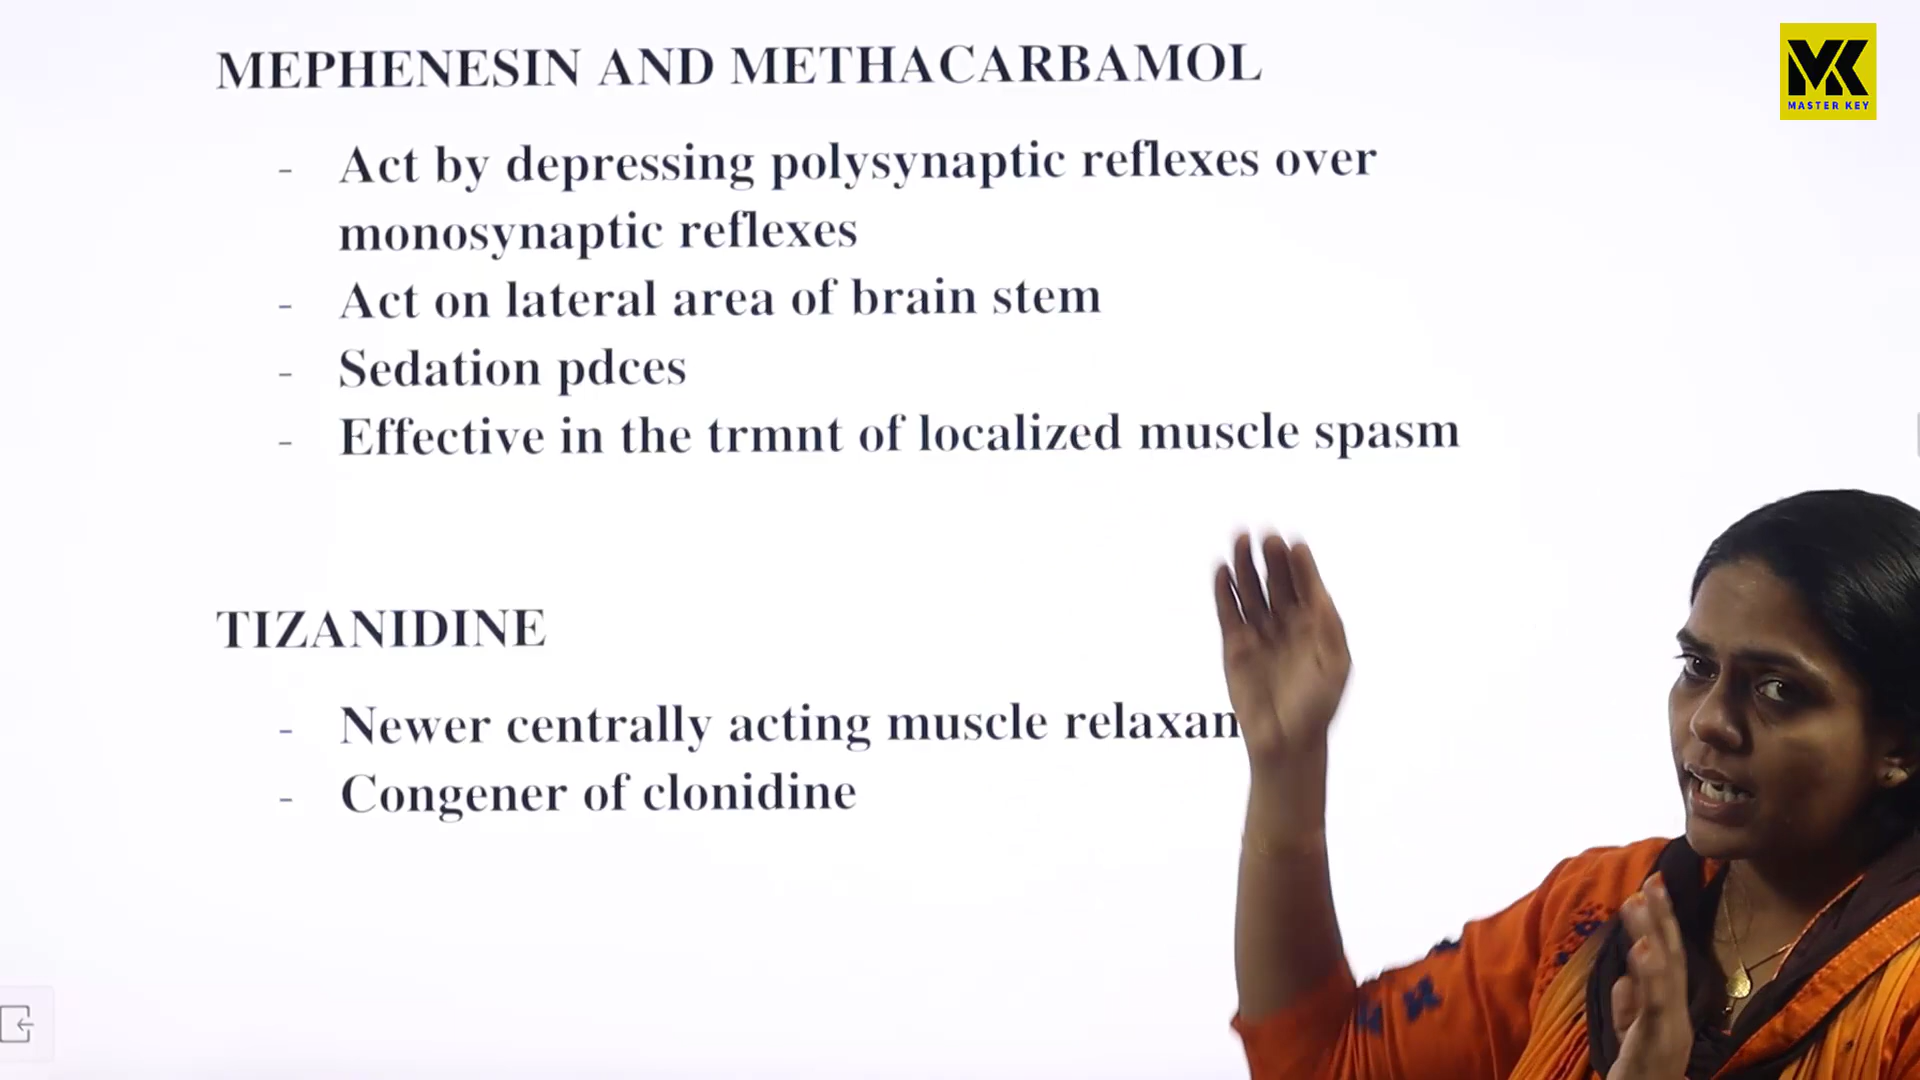 MEPHENESIN AND METHACARBAMOL
MK
MASTER KEY
- Act by depressing polysynaptic reflexes over
monosynaptic reflexes
- Act on lateral area of brain stem
- Sedation pdces
- Effective in the trmnt of localized muscle spasm
TIZANIDINE
- Newer centrally acting muscle relaxan
- Congener of clonidine